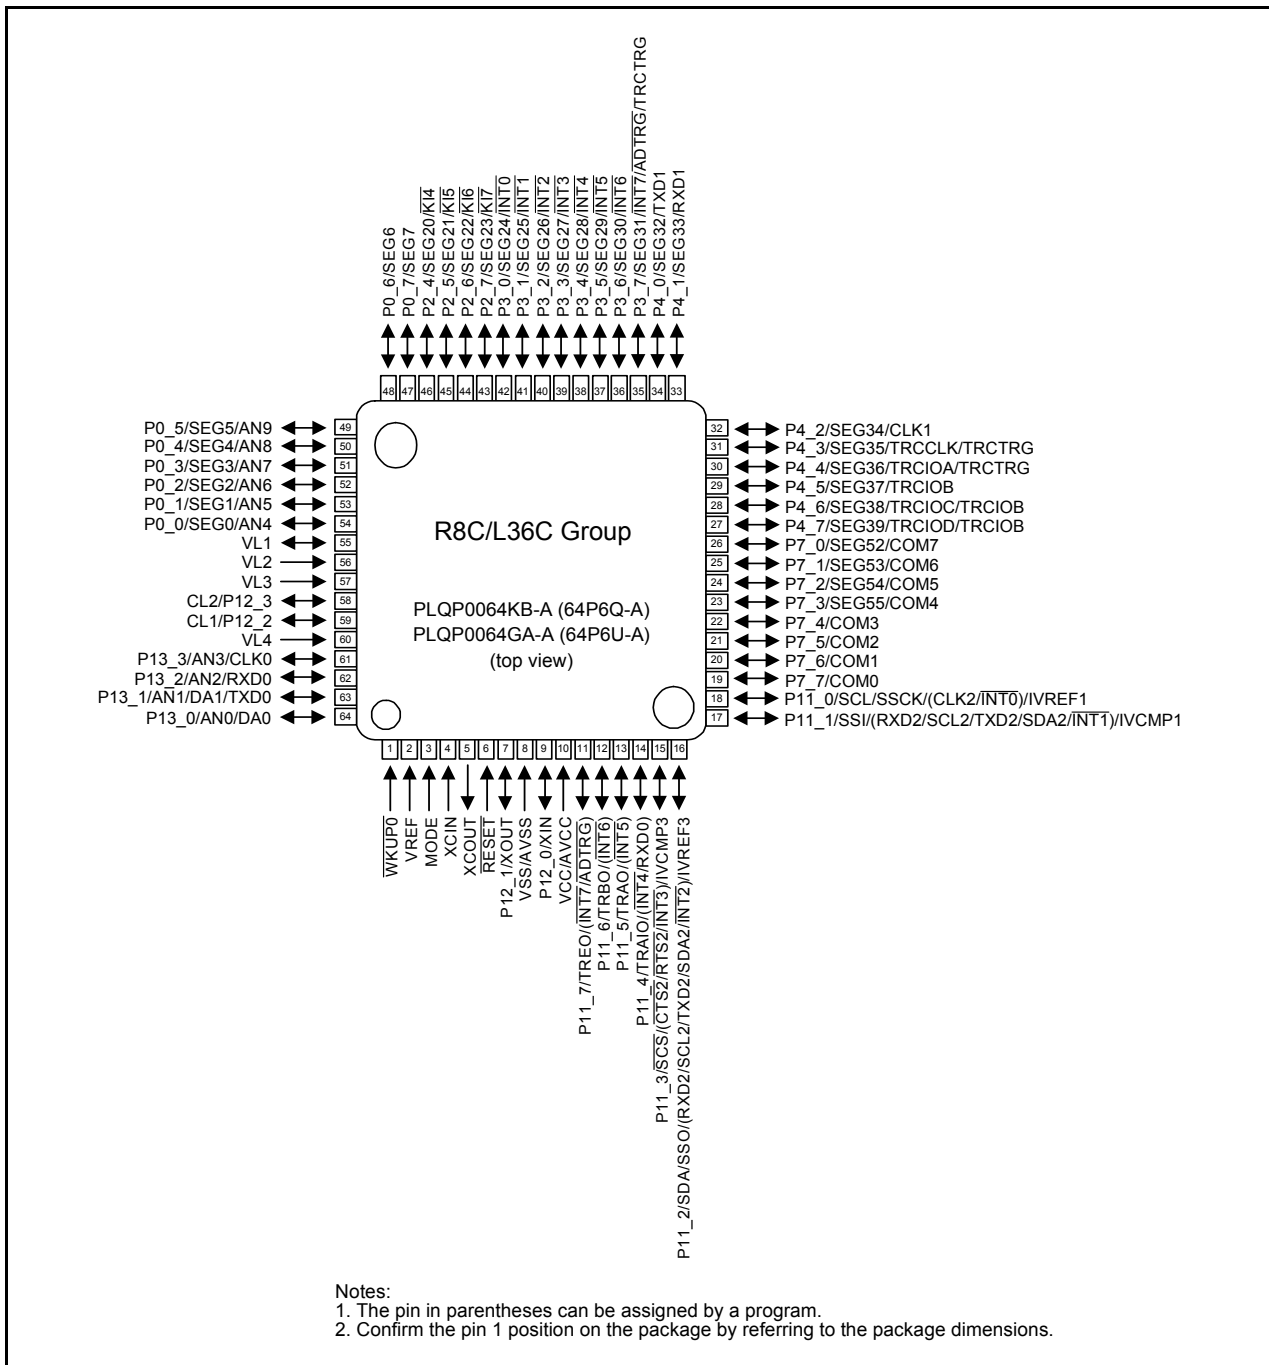 P0_6/SEG6
P0_7/SEG7
P2_4/SEG20/KI4
P2_5/SEG21/KI5
P2_6/SEG22/KI6
P2_7/SEG23/KI7
P3_0/SEG24/INT0
P3_1/SEG25/INT1
P3_2/SEG26/INT2
P3_3/SEG27/INT3
P3_4/SEG28/INT4
P3_5/SEG29/INT5
P3_6/SEG30/INT6
P3_7/SEG31/INT7/ADTRG/TRCTRG
P4_0/SEG32/TXD1
P4_1/SEG33/RXD1
48 47 46 45 44 43 42 41 40 39 38 37 36 35 34 33
P0_5/SEG5/AN9 49
P0_4/SEG4/AN8 50
P0_3/SEG3/AN7 51
P0_2/SEG2/AN6 52
P0_1/SEG1/AN5 53
P0_0/SEG0/AN4 54
VL1 55
VL2 56
VL3 57
CL2/P12_3 58
CL1/P12_2 59
VL4 60
P13_3/AN3/CLK0 61
P13_2/AN2/RXD0 62
P13_1/AN1/DA1/TXD0 63
P13_0/AN0/DA0 64
R8C/L36C Group
PLQP0064KB-A (64P6Q-A)
PLQP0064GA-A (64P6U-A)
(top view)
32 P4_2/SEG34/CLK1
31 P4_3/SEG35/TRCCLK/TRCTRG
30 P4_4/SEG36/TRCIOA/TRCTRG
29 P4_5/SEG37/TRCIOB
28 P4_6/SEG38/TRCIOC/TRCIOB
27 P4_7/SEG39/TRCIOD/TRCIOB
26 P7_0/SEG52/COM7
25 P7_1/SEG53/COM6
24 P7_2/SEG54/COM5
23 P7_3/SEG55/COM4
22 P7_4/COM3
21 P7_5/COM2
20 P7_6/COM1
19 P7_7/COM0
18 P11_0/SCL/SSCK/(CLK2/INT0)/IVREF1
17 P11_1/SSI/(RXD2/SCL2/TXD2/SDA2/INT1)/IVCMP1
1 2 3 4 5 6 7 8 9 10 11 12 13 14 15 16
WKUP0
VREF
MODE
XCIN
XCOUT
RESET
P12_1/XOUT
VSS/AVSS
P12_0/XIN
VCC/AVCC
P11_7/TREO/(INT7/ADTRG)
P11_6/TRBO/(INT6)
P11_5/TRAO/(INT5)
P11_4/TRAIO/(INT4/RXD0)
P11_3/SCS/(CTS2/RTS2/INT3)/IVCMP3
P11_2/SDA/SSO/(RXD2/SCL2/TXD2/SDA2/INT2)/IVREF3
Notes:
1. The pin in parentheses can be assigned by a program.
2. Confirm the pin 1 position on the package by referring to the package dimensions.